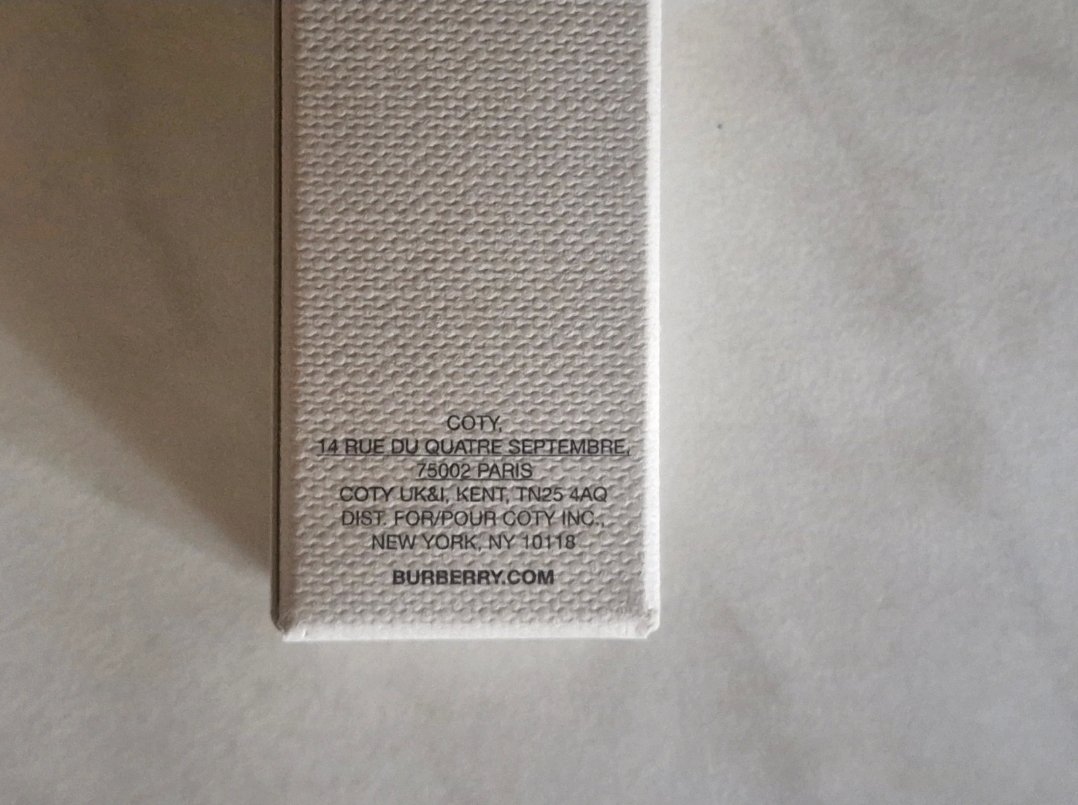 COTY,
14 RUE DU QUATRE SEPTEMBRE,
75002 PARIS
COTY UK&I, KENT, TN25 4AQ
DIST. FOR/POUR COTY INC.,
NEW YORK, NY 10118
BURBERRY.COM